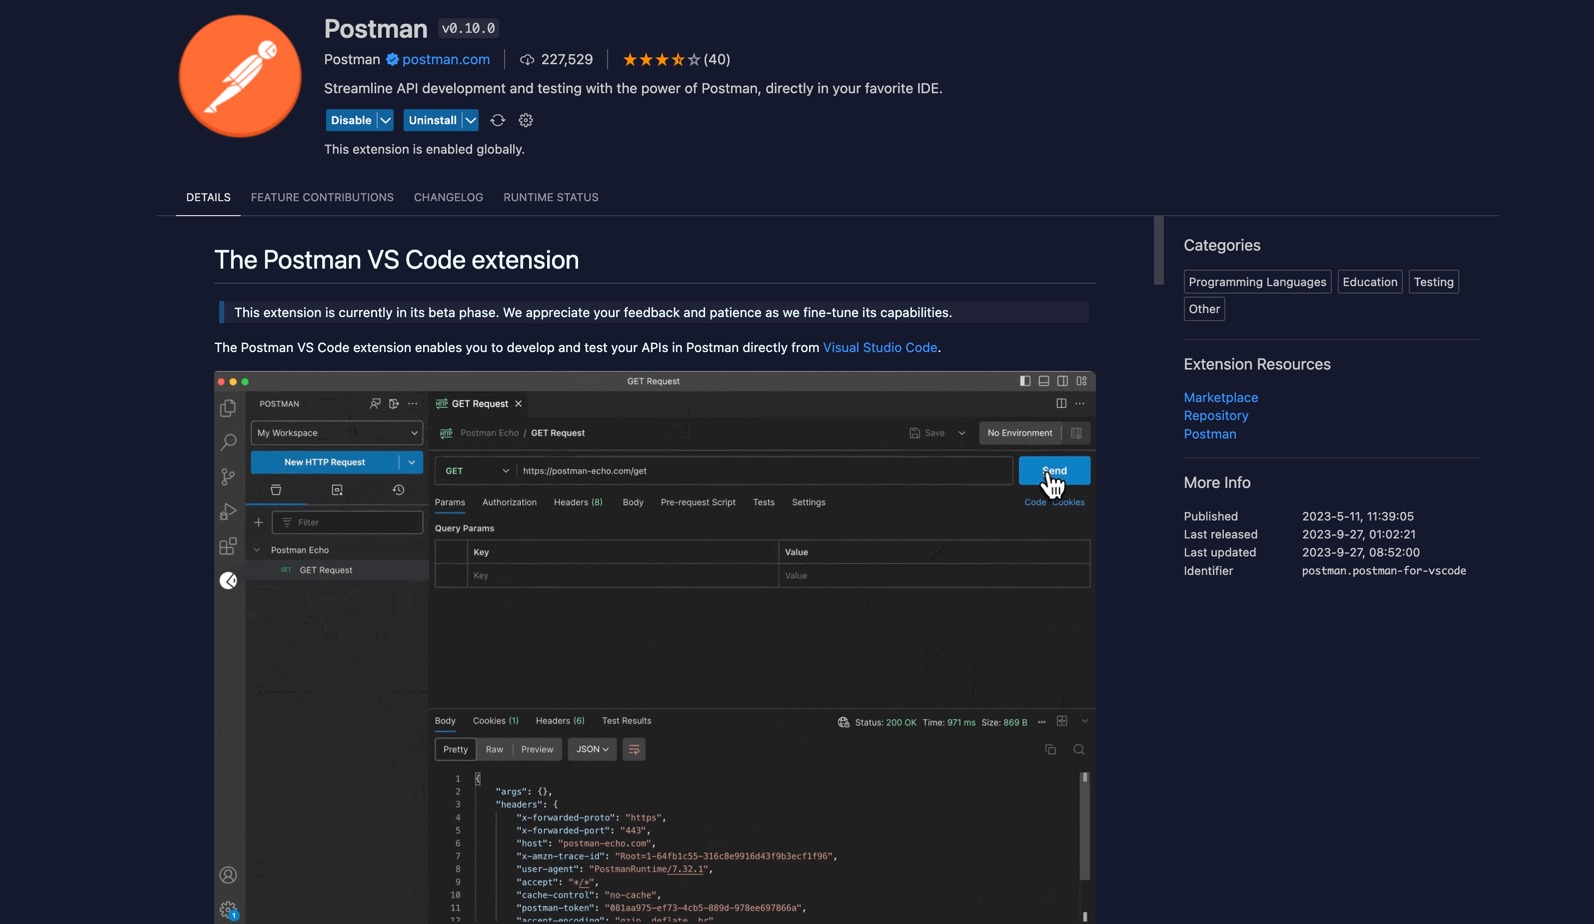 Postman v0.10.0
Postman postman.com 227,529 (40)
Streamline API development and testing with the power of Postman, directly in your favorite IDE.
Disable Uninstall
This extension is enabled globally.
DETAILS FEATURE CONTRIBUTIONS CHANGELOG RUNTIME STATUS
The Postman VS Code extension
This extension is currently in its beta phase. We appreciate your feedback and patience as we fine-tune its capabilities.
The Postman VS Code extension enables you to develop and test your APIs in Postman directly from Visual Studio Code.
GET Request
POSTMAN
My Workspace
New HTTP Request
Filter
Postman Echo
GET GET Request
1
HTTP GET Request
HTTP Postman Echo / GET Request Save No Environment
GET https://postman-echo.com/get Send
Params Authorization Headers (8) Body Pre-request Script Tests Settings Code Cookies
Query Params
Key Value
Key Value
Body Cookies (1) Headers (6) Test Results Status: 200 OK Time: 971 ms Size: 869 B
Pretty Raw Preview JSON
1 {
2 "args": {},
3 "headers": {
4 "x-forwarded-proto": "https",
5 "x-forwarded-port": "443",
6 "host": "postman-echo.com",
7 "x-amzn-trace-id": "Root=1-64fb1c55-316c8e9916d43f9b3ecf1f96",
8 "user-agent": "PostmanRuntime/7.32.1",
9 "accept": "*/*",
10 "cache-control": "no-cache",
11 "postman-token": "081aa975-ef73-4cb5-889d-978ee697866a",
12 "accept-encoding": "gzip, deflate, br",
Categories
Programming Languages Education Testing
Other
Extension Resources
Marketplace
Repository
Postman
More Info
Published 2023-5-11, 11:39:05
Last released 2023-9-27, 01:02:21
Last updated 2023-9-27, 08:52:00
Identifier postman.postman-for-vscode